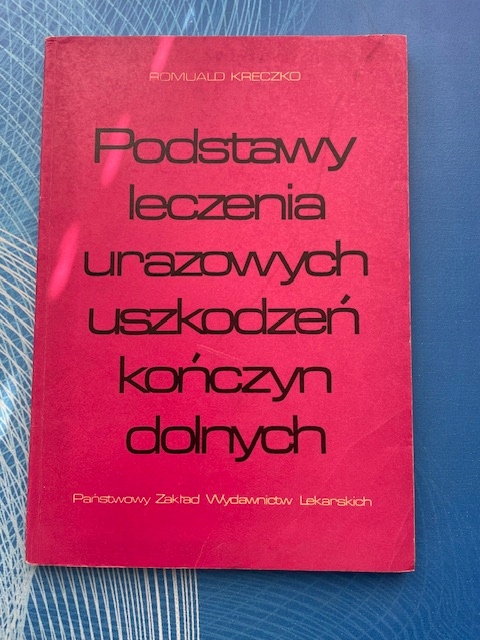 ROMUALD KRECZKO
Podstawy
leczenia
urazowych
uszkodzeń
kończyn
dolnych
Państwowy Zakład Wydawnictw Lekarskich